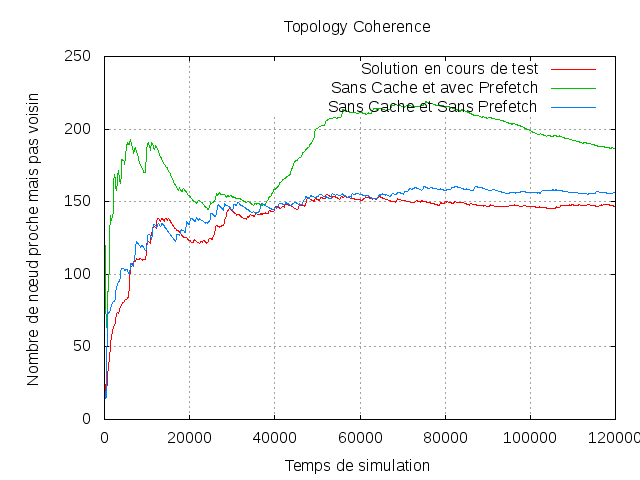 Topology Coherence
Solution en cours de test
Sans Cache et avec Prefetch
Sans Cache et Sans Prefetch
Nombre de nœud proche mais pas voisin
250
200
150
100
50
0
0 20000 40000 60000 80000 100000 120000
Temps de simulation